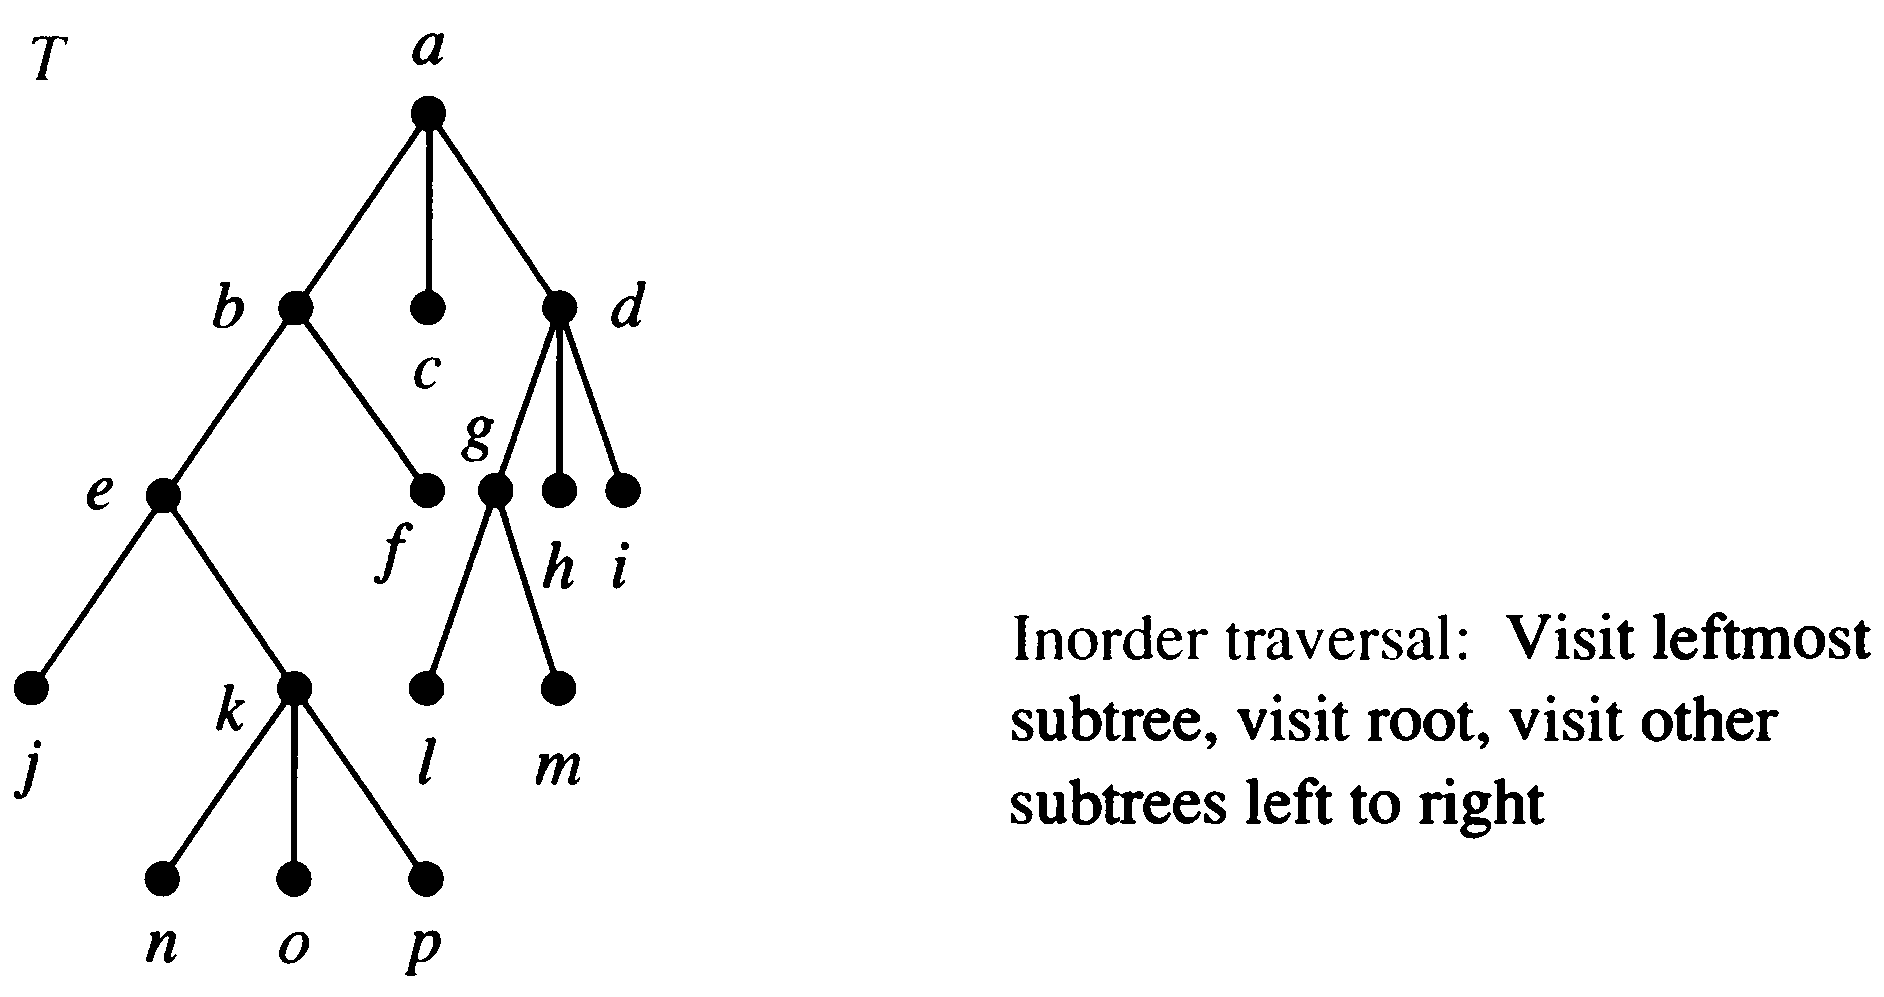 T
a
b
c
d
g
e
f
h i
j
k
l
m
n o p
Inorder traversal: Visit leftmost
subtree, visit root, visit other
subtrees left to right